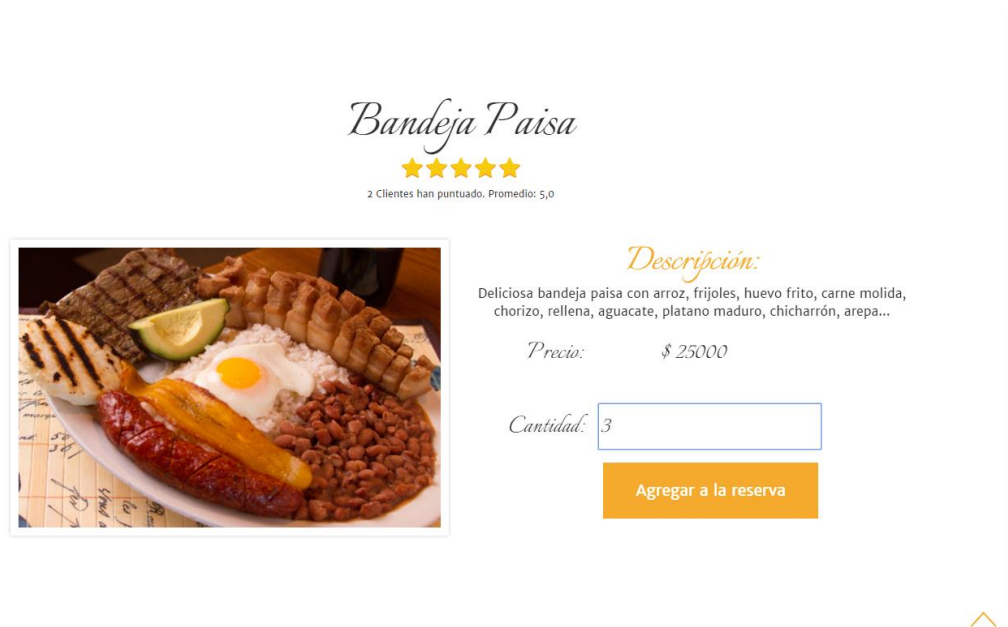 Bandeja Paisa
2 Clientes han puntuado. Promedio: 5,0
Descripción:
Deliciosa bandeja paisa con arroz, frijoles, huevo frito, carne molida,
chorizo, rellena, aguacate, platano maduro, chicharrón, arepa...
Precio: $ 25000
Cantidad: 3
Agregar a la reserva